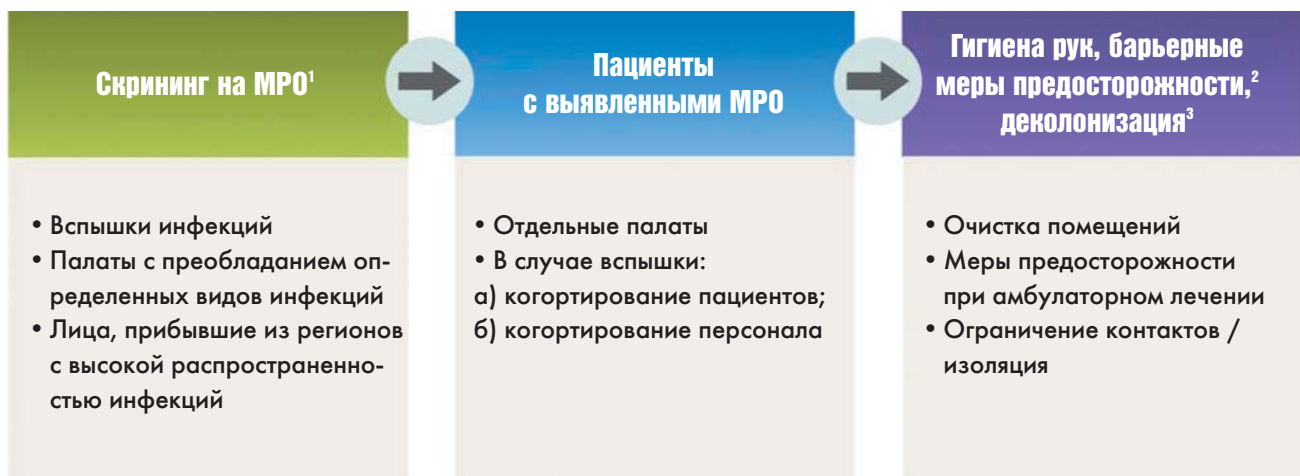 Скрининг на МРО¹
Пациенты
с выявленными МРО
Гигиена рук, барьерные
меры предосторожности,²
деколонизация³
• Вспышки инфекций
• Палаты с преобладанием оп-
ределенных видов инфекций
• Лица, прибывшие из регионов
с высокой распространенно-
стью инфекций
• Отдельные палаты
• В случае вспышки:
а) когортирование пациентов;
б) когортирование персонала
• Очистка помещений
• Меры предосторожности
при амбулаторном лечении
• Ограничение контактов /
изоляция